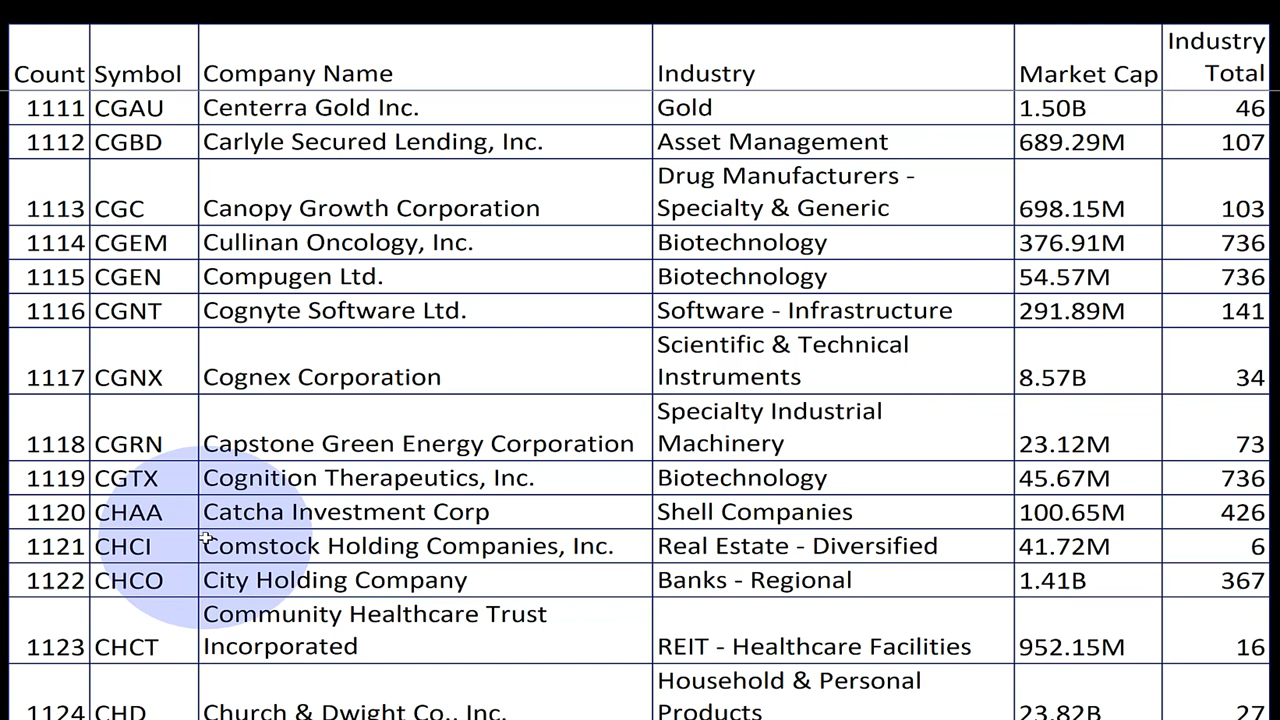 Count Symbol Company Name Industry Market Cap Industry Total
1111 CGAU Centerra Gold Inc. Gold 1.50B 46
1112 CGBD Carlyle Secured Lending, Inc. Asset Management 689.29M 107
1113 CGC Canopy Growth Corporation Drug Manufacturers - Specialty & Generic 698.15M 103
1114 CGEM Cullinan Oncology, Inc. Biotechnology 376.91M 736
1115 CGEN Compugen Ltd. Biotechnology 54.57M 736
1116 CGNT Cognyte Software Ltd. Software - Infrastructure 291.89M 141
1117 CGNX Cognex Corporation Scientific & Technical Instruments 8.57B 34
1118 CGRN Capstone Green Energy Corporation Specialty Industrial Machinery 23.12M 73
1119 CGTX Cognition Therapeutics, Inc. Biotechnology 45.67M 736
1120 CHAA Catcha Investment Corp Shell Companies 100.65M 426
1121 CHCI Comstock Holding Companies, Inc. Real Estate - Diversified 41.72M 6
1122 CHCO City Holding Company Banks - Regional 1.41B 367
1123 CHCT Community Healthcare Trust Incorporated REIT - Healthcare Facilities 952.15M 16
1124 CHD Church & Dwight Co., Inc. Household & Personal Products 23.82B 27